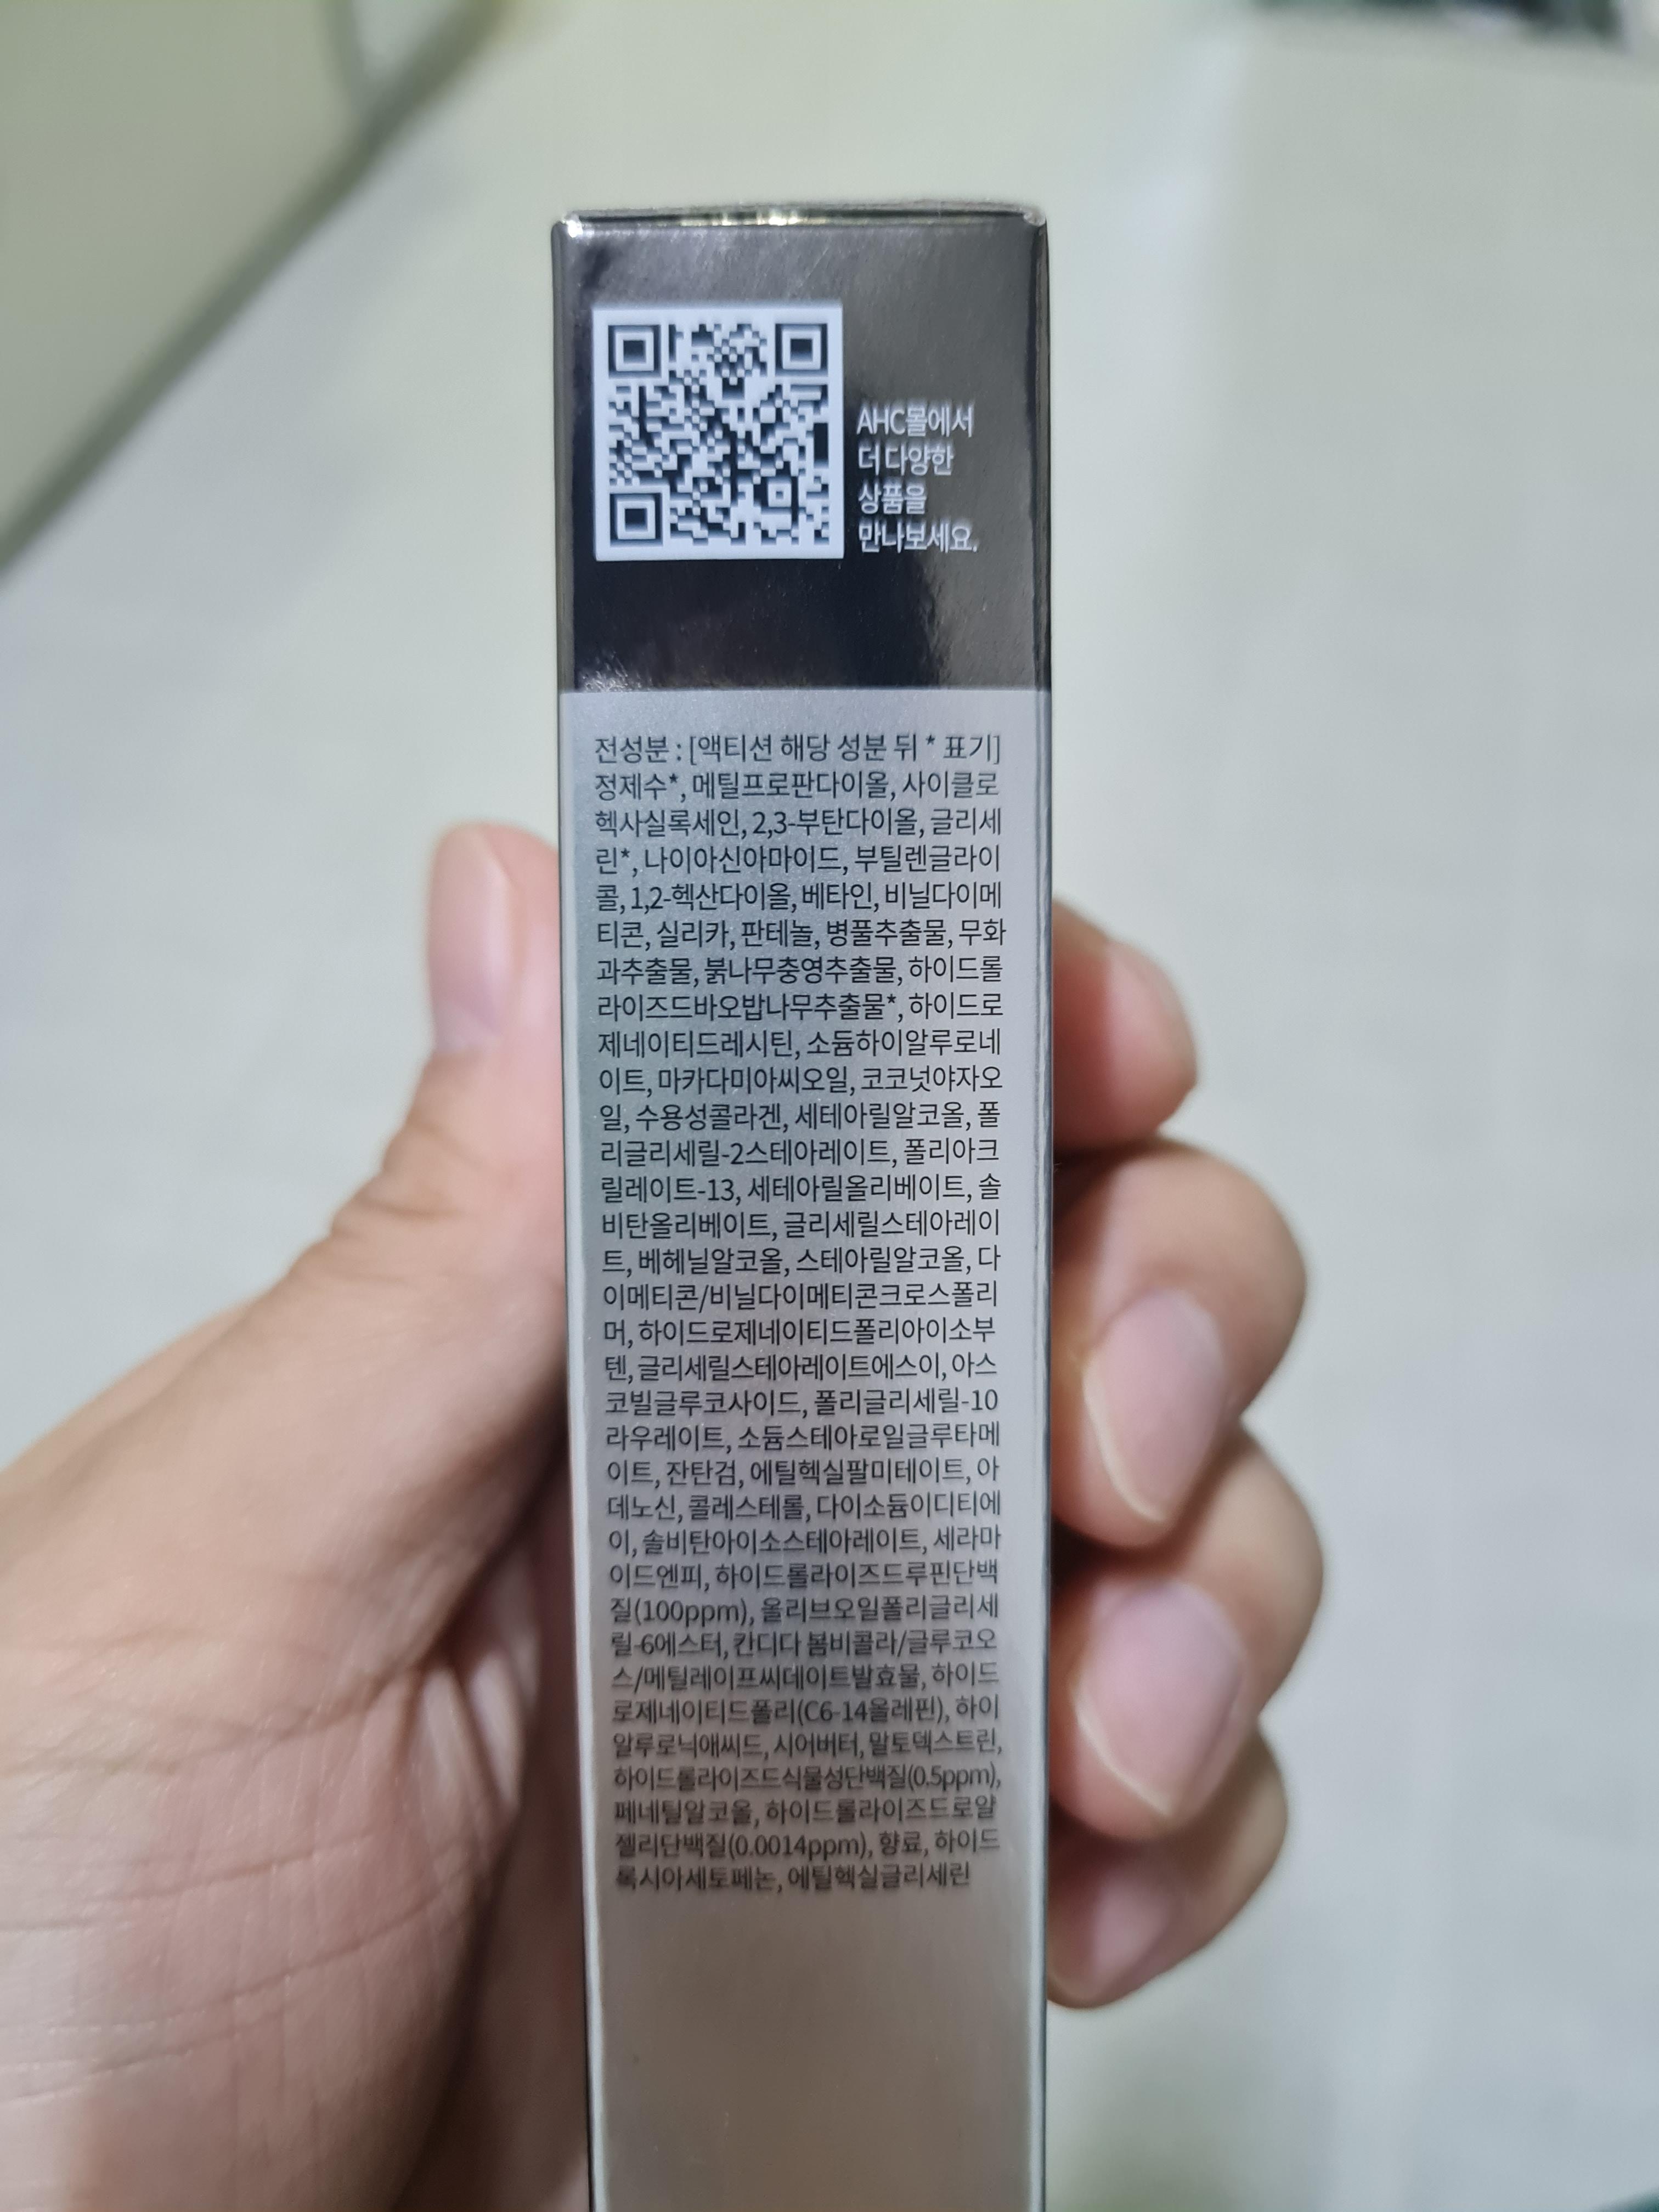 AHC몰에서
더 다양한
상품을
만나보세요.
전성분 : [액티션 해당 성분 뒤 * 표기]
정제수*, 메틸프로판다이올, 사이클로
헥사실록세인, 2,3-부탄다이올, 글리세
린*, 나이아신아마이드, 부틸렌글라이
콜, 1,2-헥산다이올, 베타인, 비닐다이메
티콘, 실리카, 판테놀, 병풀추출물, 무화
과추출물, 붉나무충영추출물, 하이드롤
라이즈드바오밥나무추출물*, 하이드로
제네이티드레시틴, 소듐하이알루로네
이트, 마카다미아씨오일, 코코넛야자오
일, 수용성콜라겐, 세테아릴알코올, 폴
리글리세릴-2스테아레이트, 폴리아크
릴레이트-13, 세테아릴올리베이트, 솔
비탄올리베이트, 글리세릴스테아레이
트, 베헤닐알코올, 스테아릴알코올, 다
이메티콘/비닐다이메티콘크로스폴리
머, 하이드로제네이티드폴리아이소부
텐, 글리세릴스테아레이트에스이, 아스
코빌글루코사이드, 폴리글리세릴-10
라우레이트, 소듐스테아로일글루타메
이트, 잔탄검, 에틸헥실팔미테이트, 아
데노신, 콜레스테롤, 다이소듐이디티에
이, 솔비탄아이소스테아레이트, 세라마
이드엔피, 하이드롤라이즈드루핀단백
질(100ppm), 올리브오일폴리글리세
릴-6에스터, 칸디다 봄비콜라/글루코오
스/메틸레이프씨데이트발효물, 하이드
로제네이티드폴리(C6-14올레핀), 하이
알루로닉애씨드, 시어버터, 말토덱스트린,
하이드롤라이즈드식물성단백질(0.5ppm),
페네틸알코올, 하이드롤라이즈드로얄
젤리단백질(0.0014ppm), 향료, 하이드
록시아세토페논, 에틸헥실글리세린